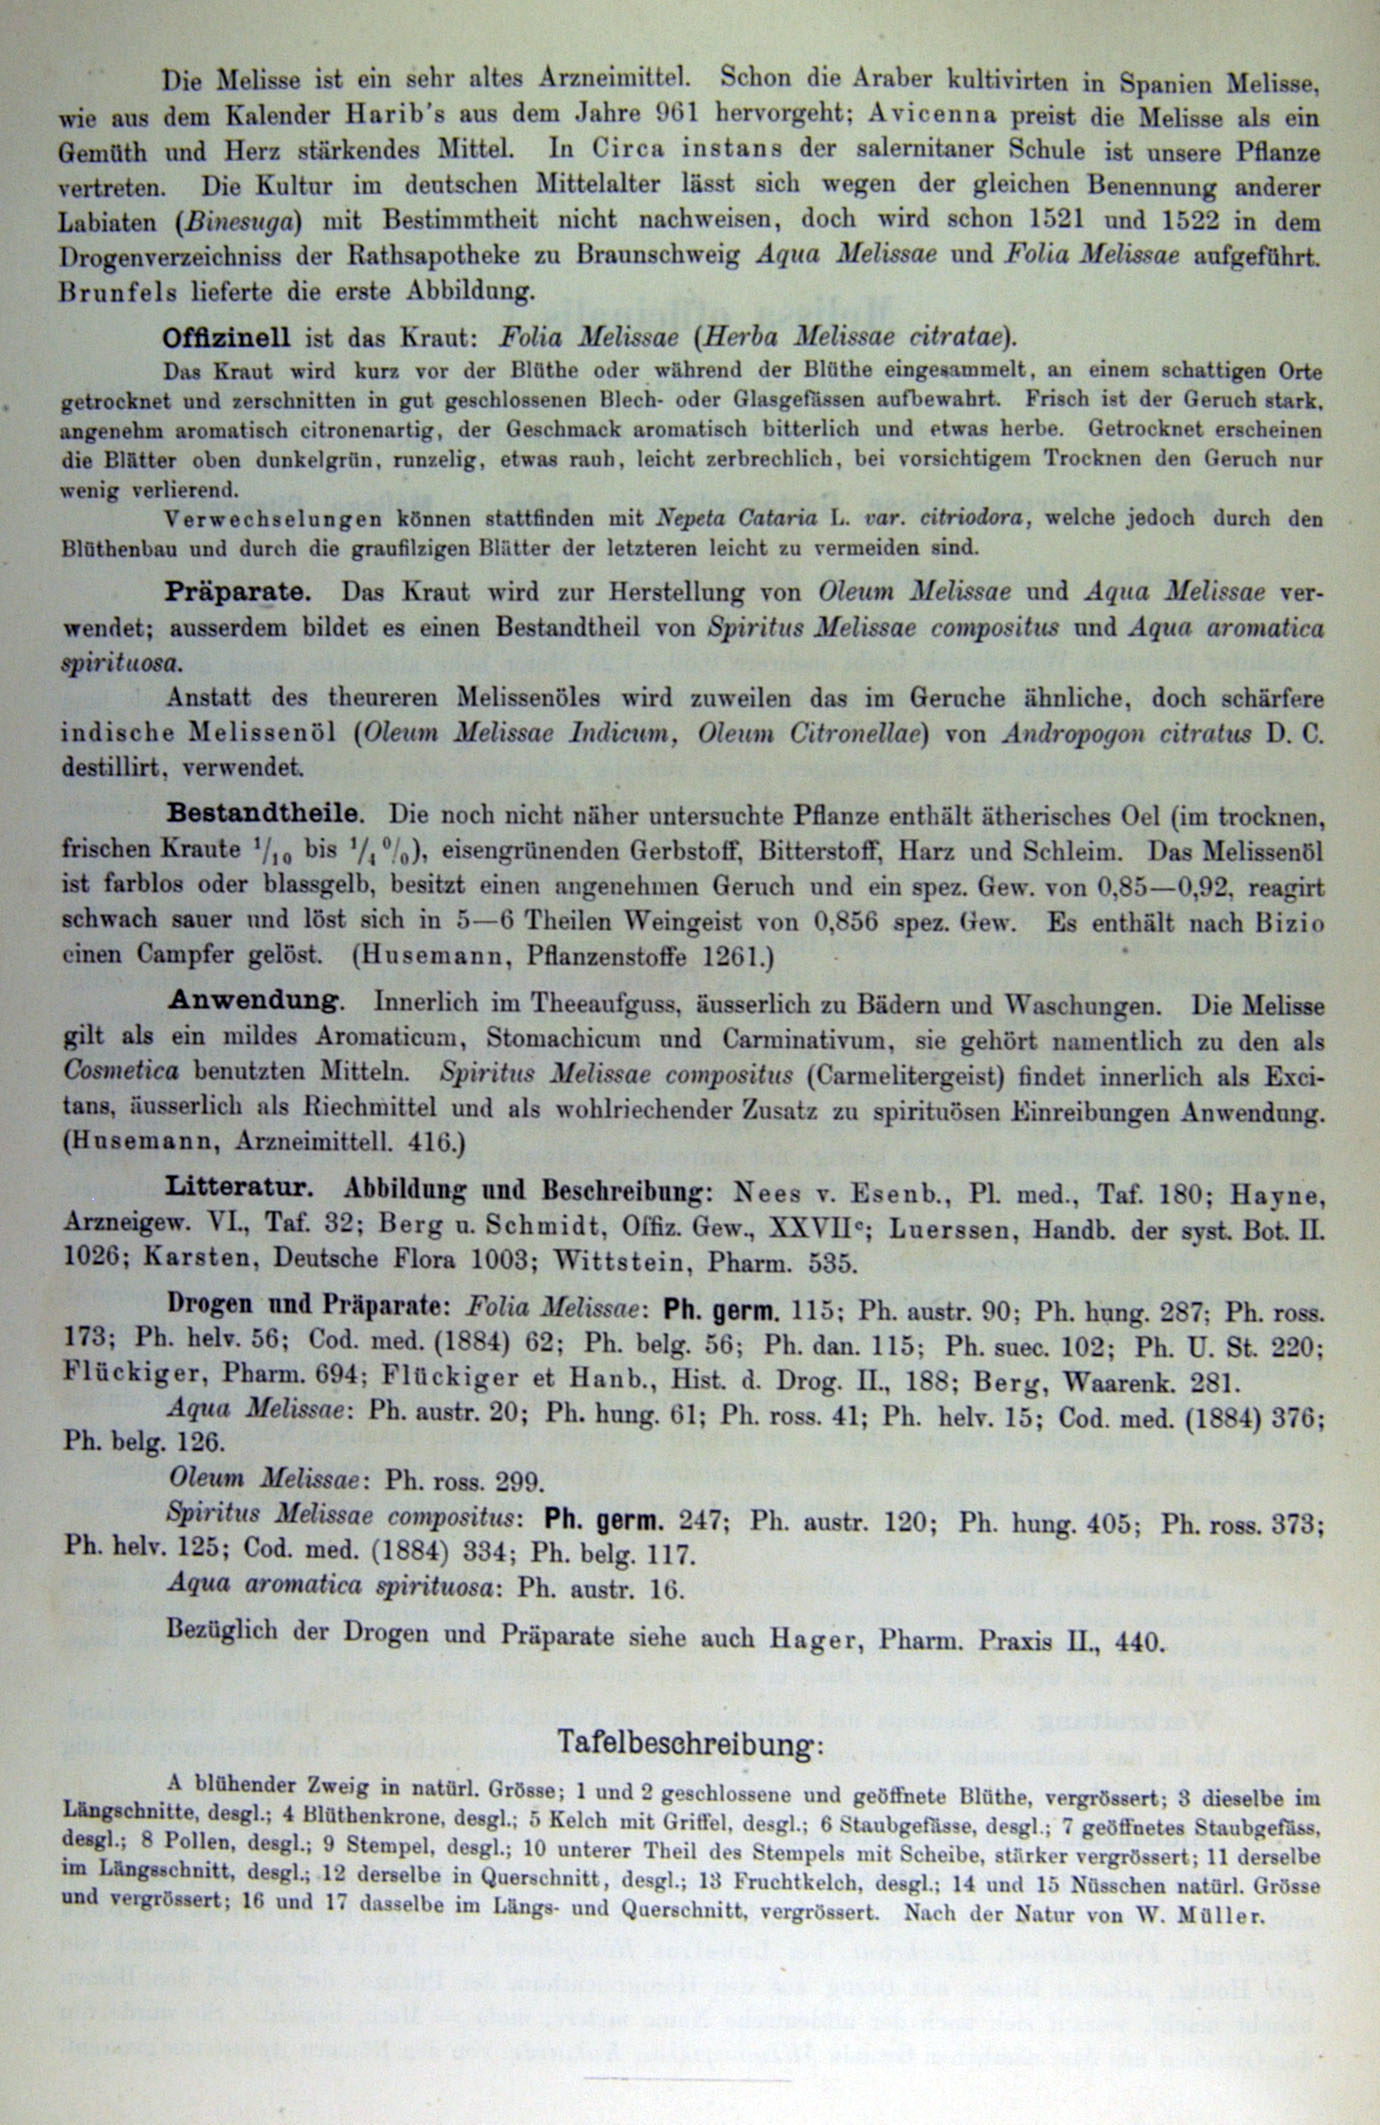 Die Melisse ist ein sehr altes Arzneimittel. Schon die Araber kultivirten in Spanien Melisse,
wie aus dem Kalender Harib's aus dem Jahre 961 hervorgeht; Avicenna preist die Melisse als ein
Gemüth und Herz stärkendes Mittel. In Circa instans der salernitaner Schule ist unsere Pflanze
vertreten. Die Kultur im deutschen Mittelalter lässt sich wegen der gleichen Benennung anderer
Labiaten (Binesuga) mit Bestimmtheit nicht nachweisen, doch wird schon 1521 und 1522 in dem
Drogenverzeichniss der Rathsapotheke zu Braunschweig Aqua Melissae und Folia Melissae aufgeführt.
Brunfels lieferte die erste Abbildung.
Offizinell ist das Kraut: Folia Melissae (Herba Melissae citratae).
Das Kraut wird kurz vor der Blüthe oder während der Blüthe eingesammelt, an einem schattigen Orte
getrocknet und zerschnitten in gut geschlossenen Blech- oder Glasgefässen aufbewahrt. Frisch ist der Geruch stark,
angenehm aromatisch citronenartig, der Geschmack aromatisch bitterlich und etwas herbe. Getrocknet erscheinen
die Blätter oben dunkelgrün, runzelig, etwas rauh, leicht zerbrechlich, bei vorsichtigem Trocknen den Geruch nur
wenig verlierend.
Verwechselungen können stattfinden mit Nepeta Cataria L. var. citriodora, welche jedoch durch den
Blüthenbau und durch die graufilzigen Blätter der letzteren leicht zu vermeiden sind.
Präparate. Das Kraut wird zur Herstellung von Oleum Melissae und Aqua Melissae ver-
wendet; ausserdem bildet es einen Bestandtheil von Spiritus Melissae compositus und Aqua aromatica
spirituosa.
Anstatt des theureren Melissenöles wird zuweilen das im Geruche ähnliche, doch schärfere
indische Melissenöl (Oleum Melissae Indicum, Oleum Citronellae) von Andropogon citratus D. C.
destillirt, verwendet.
Bestandtheile. Die noch nicht näher untersuchte Pflanze enthält ätherisches Oel (im trocknen,
frischen Kraute 1/10 bis 1/4 %), eisengrünenden Gerbstoff, Bitterstoff, Harz und Schleim. Das Melissenöl
ist farblos oder blassgelb, besitzt einen angenehmen Geruch und ein spez. Gew. von 0,85—0,92, reagirt
schwach sauer und löst sich in 5—6 Theilen Weingeist von 0,856 spez. Gew. Es enthält nach Bizio
einen Campfer gelöst. (Husemann, Pflanzenstoffe 1261.)
Anwendung. Innerlich im Theeaufguss, äusserlich zu Bädern und Waschungen. Die Melisse
gilt als ein mildes Aromaticum, Stomachicum und Carminativum, sie gehört namentlich zu den als
Cosmetica benutzten Mitteln. Spiritus Melissae compositus (Carmelitergeist) findet innerlich als Exci-
tans, äusserlich als Riechmittel und als wohlriechender Zusatz zu spirituösen Einreibungen Anwendung.
(Husemann, Arzneimittell. 416.)
Litteratur. Abbildung und Beschreibung: Nees v. Esenb., Pl. med., Taf. 180; Hayne,
Arzneigew. VI., Taf. 32; Berg u. Schmidt, Offiz. Gew., XXVIIc; Luerssen, Handb. der syst. Bot. II.
1026; Karsten, Deutsche Flora 1003; Wittstein, Pharm. 535.
Drogen und Präparate: Folia Melissae: Ph. germ. 115; Ph. austr. 90; Ph. hung. 287; Ph. ross.
173; Ph. helv. 56; Cod. med. (1884) 62; Ph. belg. 56; Ph. dan. 115; Ph. suec. 102; Ph. U. St. 220;
Flückiger, Pharm. 694; Flückiger et Hanb., Hist. d. Drog. II., 188; Berg, Waarenk. 281.
Aqua Melissae: Ph. austr. 20; Ph. hung. 61; Ph. ross. 41; Ph. helv. 15; Cod. med. (1884) 376;
Ph. belg. 126.
Oleum Melissae: Ph. ross. 299.
Spiritus Melissae compositus: Ph. germ. 247; Ph. austr. 120; Ph. hung. 405; Ph. ross. 373;
Ph. helv. 125; Cod. med. (1884) 334; Ph. belg. 117.
Aqua aromatica spirituosa: Ph. austr. 16.
Bezüglich der Drogen und Präparate siehe auch Hager, Pharm. Praxis II., 440.
Tafelbeschreibung:
A blühender Zweig in natürl. Grösse; 1 und 2 geschlossene und geöffnete Blüthe, vergrössert; 3 dieselbe im
Längschnitte, desgl.; 4 Blüthenkrone, desgl.; 5 Kelch mit Griffel, desgl.; 6 Staubgefässe, desgl.; 7 geöffnetes Staubgefäss,
desgl.; 8 Pollen, desgl.; 9 Stempel, desgl.; 10 unterer Theil des Stempels mit Scheibe, stärker vergrössert; 11 derselbe
im Längsschnitt, desgl.; 12 derselbe in Querschnitt, desgl.; 13 Fruchtkelch, desgl.; 14 und 15 Nüsschen natürl. Grösse
und vergrössert; 16 und 17 dasselbe im Längs- und Querschnitt, vergrössert. Nach der Natur von W. Müller.